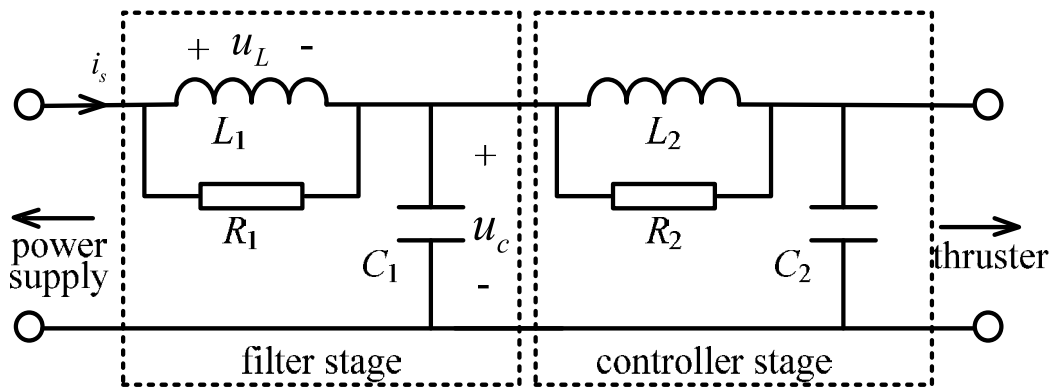 + u_L -
i_s
L1
L2
R1
R2
+
u_c
-
C1
C2
power
supply
thruster
filter stage
controller stage